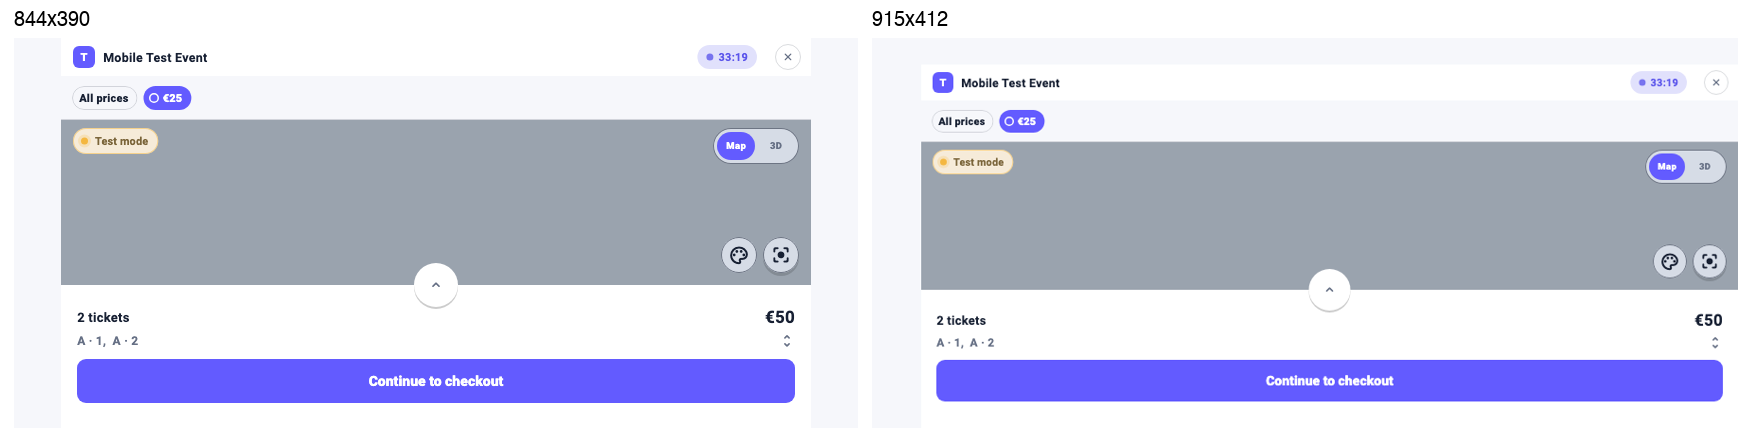 844x390
T Mobile Test Event 33:19
All prices €25
Test mode Map 3D
2 tickets €50
A · 1, A · 2
Continue to checkout
915x412
T Mobile Test Event 33:19
All prices €25
Test mode Map 3D
2 tickets €50
A · 1, A · 2
Continue to checkout